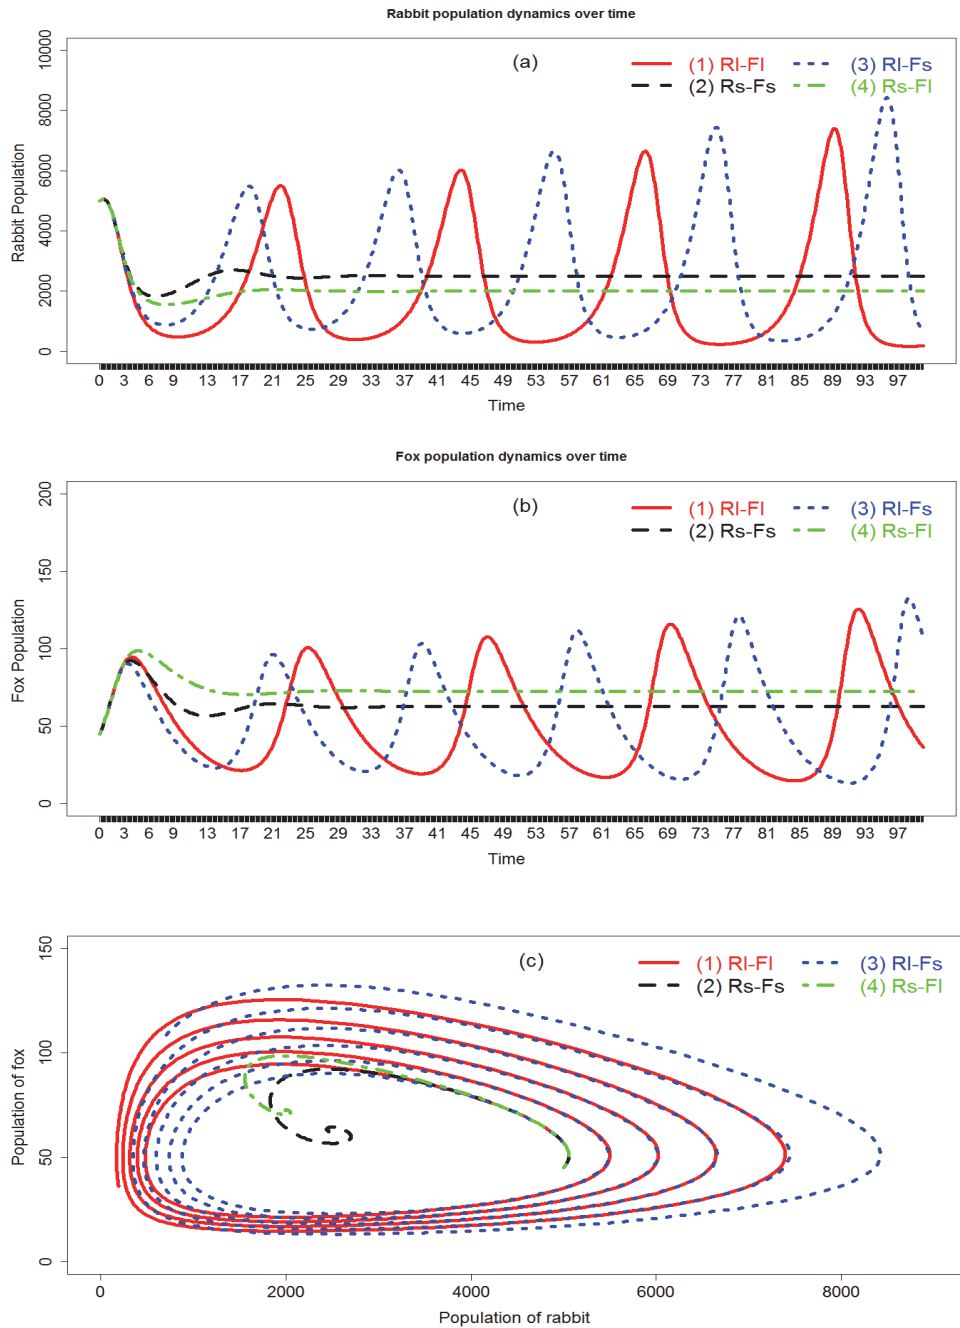 Rabbit population dynamics over time
(a)
(1) Rl-Fl
(3) Rl-Fs
(2) Rs-Fs
(4) Rs-Fl
Rabbit Population
10000
8000
6000
4000
2000
0
0 3 6 9 13 17 21 25 29 33 37 41 45 49 53 57 61 65 69 73 77 81 85 89 93 97
Time
Fox population dynamics over time
(b)
(1) Rl-Fl
(3) Rl-Fs
(2) Rs-Fs
(4) Rs-Fl
Fox Population
200
150
100
50
0
0 3 6 9 13 17 21 25 29 33 37 41 45 49 53 57 61 65 69 73 77 81 85 89 93 97
Time
(c)
(1) Rl-Fl
(3) Rl-Fs
(2) Rs-Fs
(4) Rs-Fl
Population of fox
150
100
50
0
0 2000 4000 6000 8000
Population of rabbit